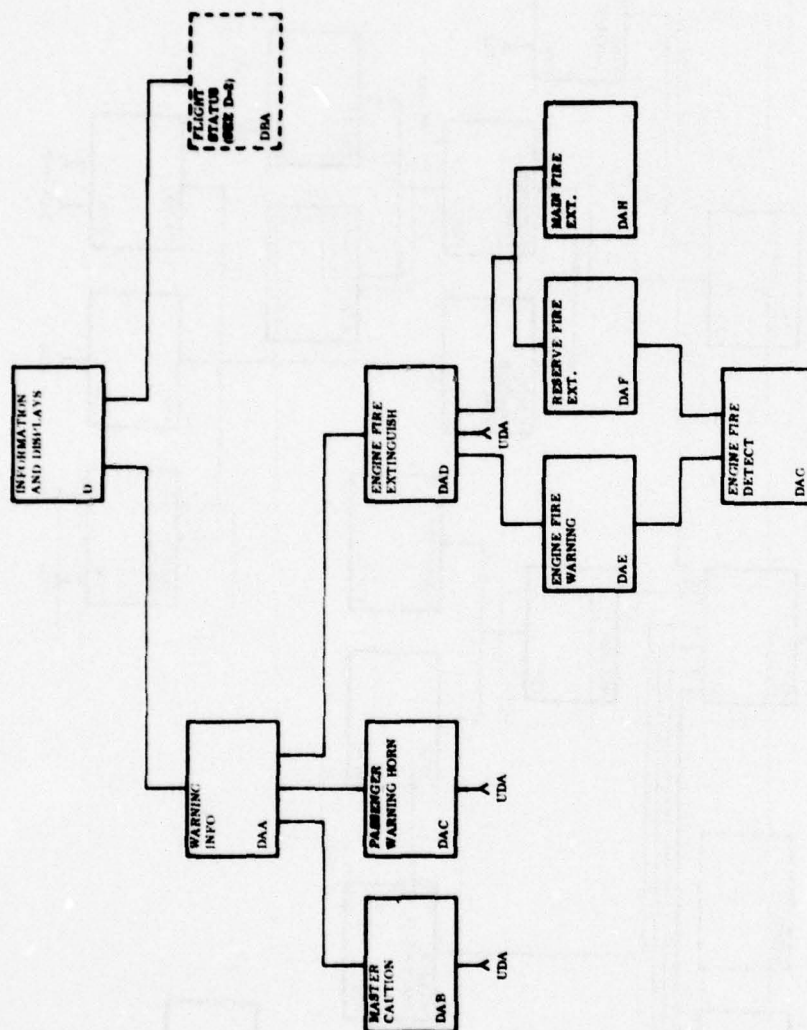 INFORMATION
AND DISPLAYS
D
FLIGHT
STATUS
(SEE D-2)
DBA
WARNING
INFO
DAA
MASTER
CAUTION
DAB
UDA
PASSENGER
WARNING HORN
DAC
UDA
ENGINE FIRE
EXTINGUISH
DAD
UDA
ENGINE FIRE
WARNING
DAE
RESERVE FIRE
EXT.
DAF
MAIN FIRE
EXT.
DAH
ENGINE FIRE
DETECT
DAG